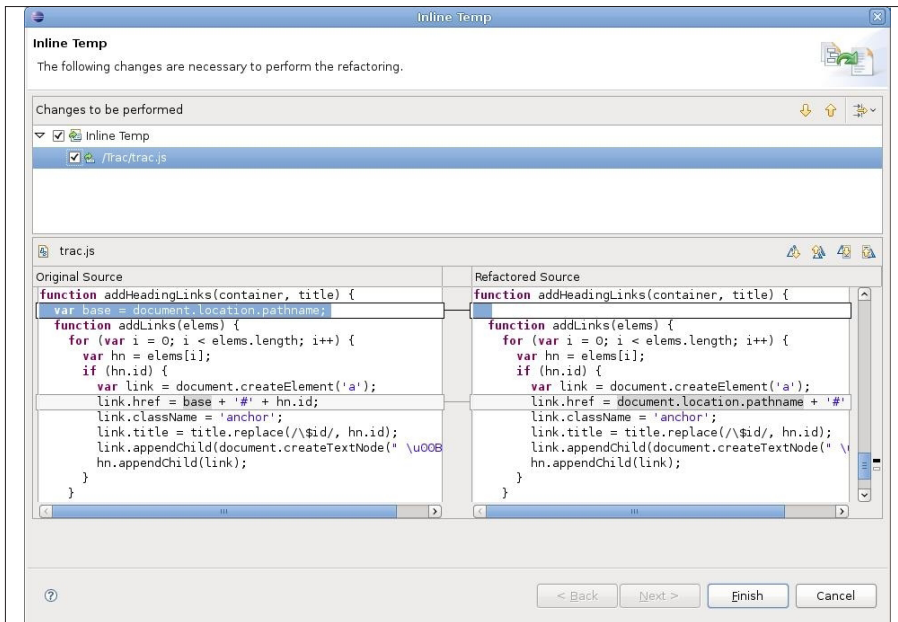 Inline Temp
Inline Temp
The following changes are necessary to perform the refactoring.
Changes to be performed
Inline Temp
/Trac/trac.js
trac.js
Original Source
function addHeadingLinks(container, title) {
var base = document.location.pathname;
function addLinks(elems) {
for (var i = 0; i < elems.length; i++) {
var hn = elems[i];
if (hn.id) {
var link = document.createElement('a');
link.href = base + '#' + hn.id;
link.className = 'anchor';
link.title = title.replace(/\$id/, hn.id);
link.appendChild(document.createTextNode(" \u00B
hn.appendChild(link);
}
}
Refactored Source
function addHeadingLinks(container, title) {
function addLinks(elems) {
for (var i = 0; i < elems.length; i++) {
var hn = elems[i];
if (hn.id) {
var link = document.createElement('a');
link.href = document.location.pathname + '#'
link.className = 'anchor';
link.title = title.replace(/\$id/, hn.id);
link.appendChild(document.createTextNode(" \
hn.appendChild(link);
}
}
< Back
Next >
Finish
Cancel